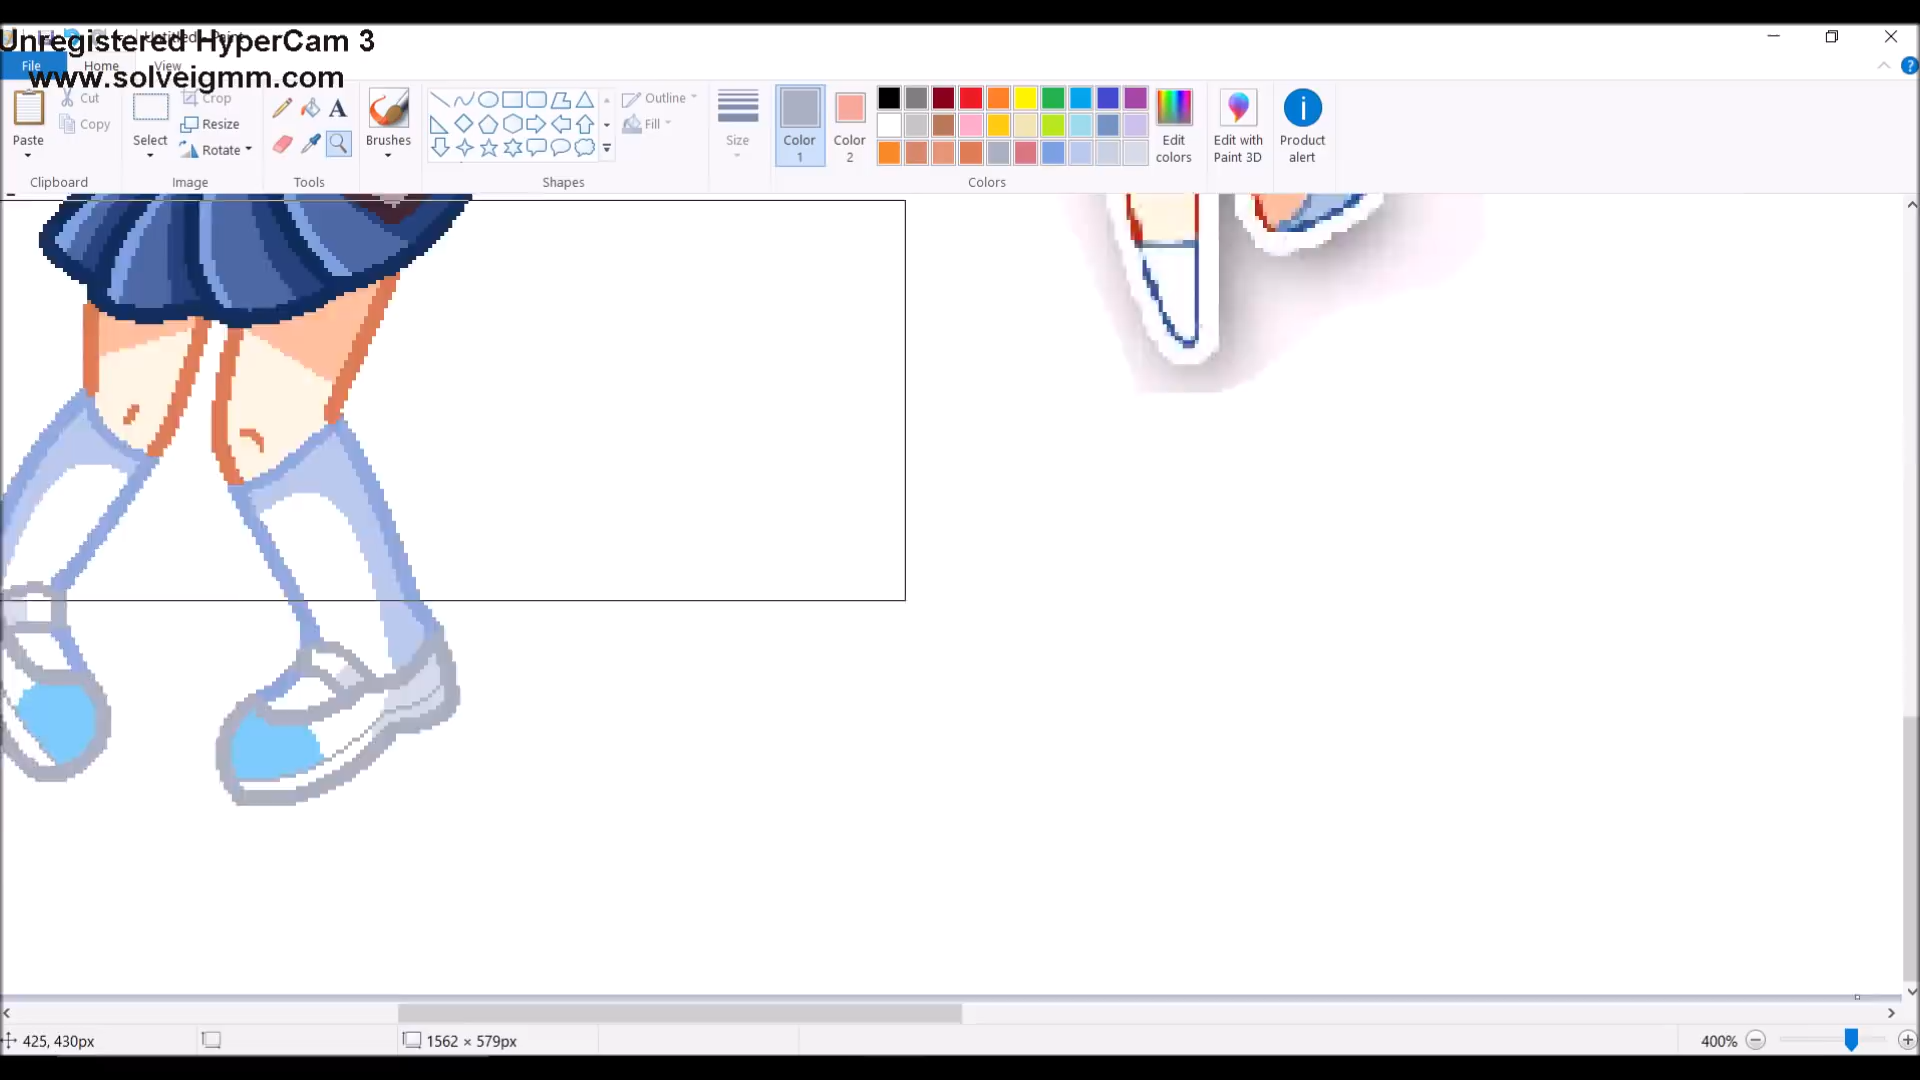 Untitled - Paint
Unregistered HyperCam 3
File
Home
View
www.solveigmm.com
Paste
Cut
Copy
Clipboard
Select
Crop
Resize
Rotate
Image
A
Tools
Brushes
Outline
Fill
Shapes
Size
Color
1
Color
2
Edit
colors
Colors
Edit with
Paint 3D
i
Product
alert
?
425, 430px
1562 × 579px
400%